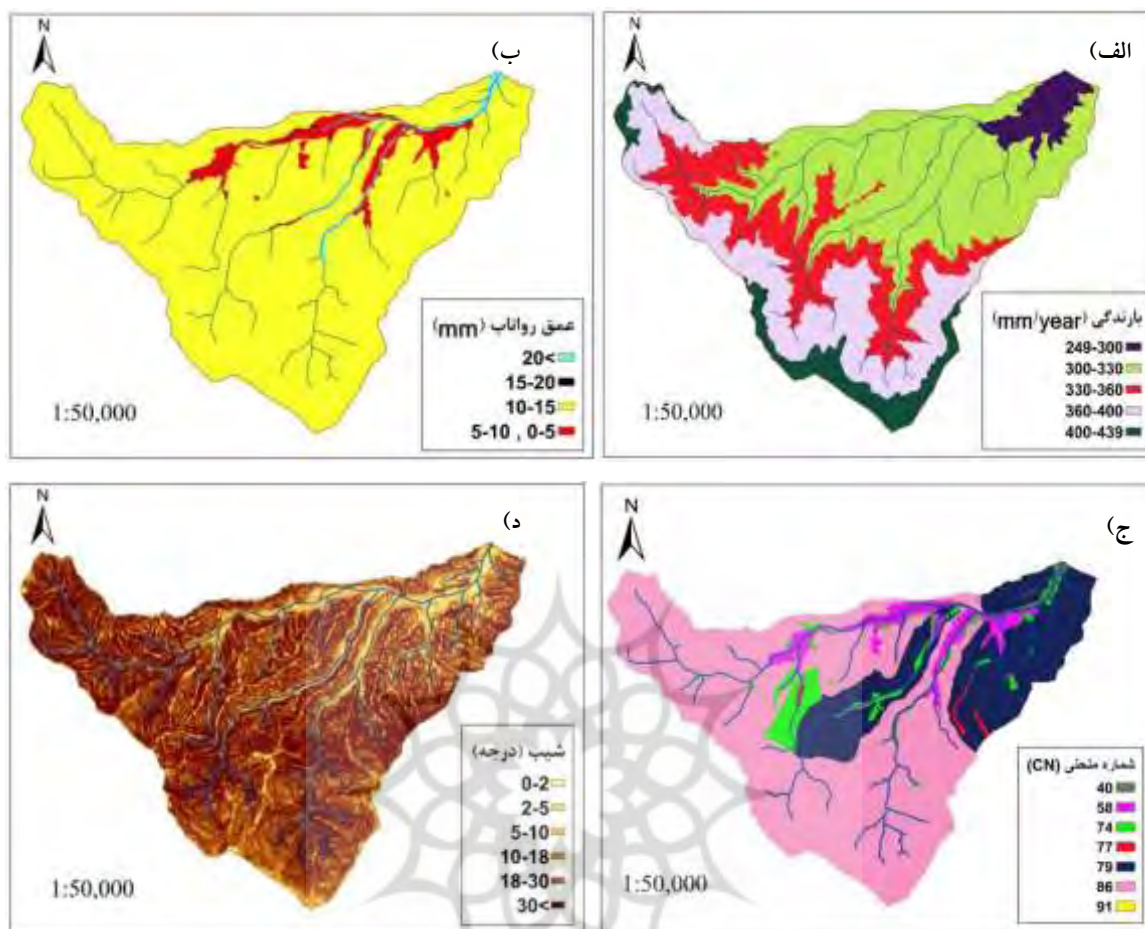 الف)
N
بارندگی (mm/year)
249-300
300-330
330-360
360-400
400-439
ب)
N
عمق رواناب (mm)
20<
15-20
10-15
5-10 , 0-5
1:50,000
ج)
N
شماره منحنی (CN)
40
58
74
77
79
86
91
1:50,000
د)
N
شیب (درجه)
0-2
2-5
5-10
10-18
18-30
30<
1:50,000